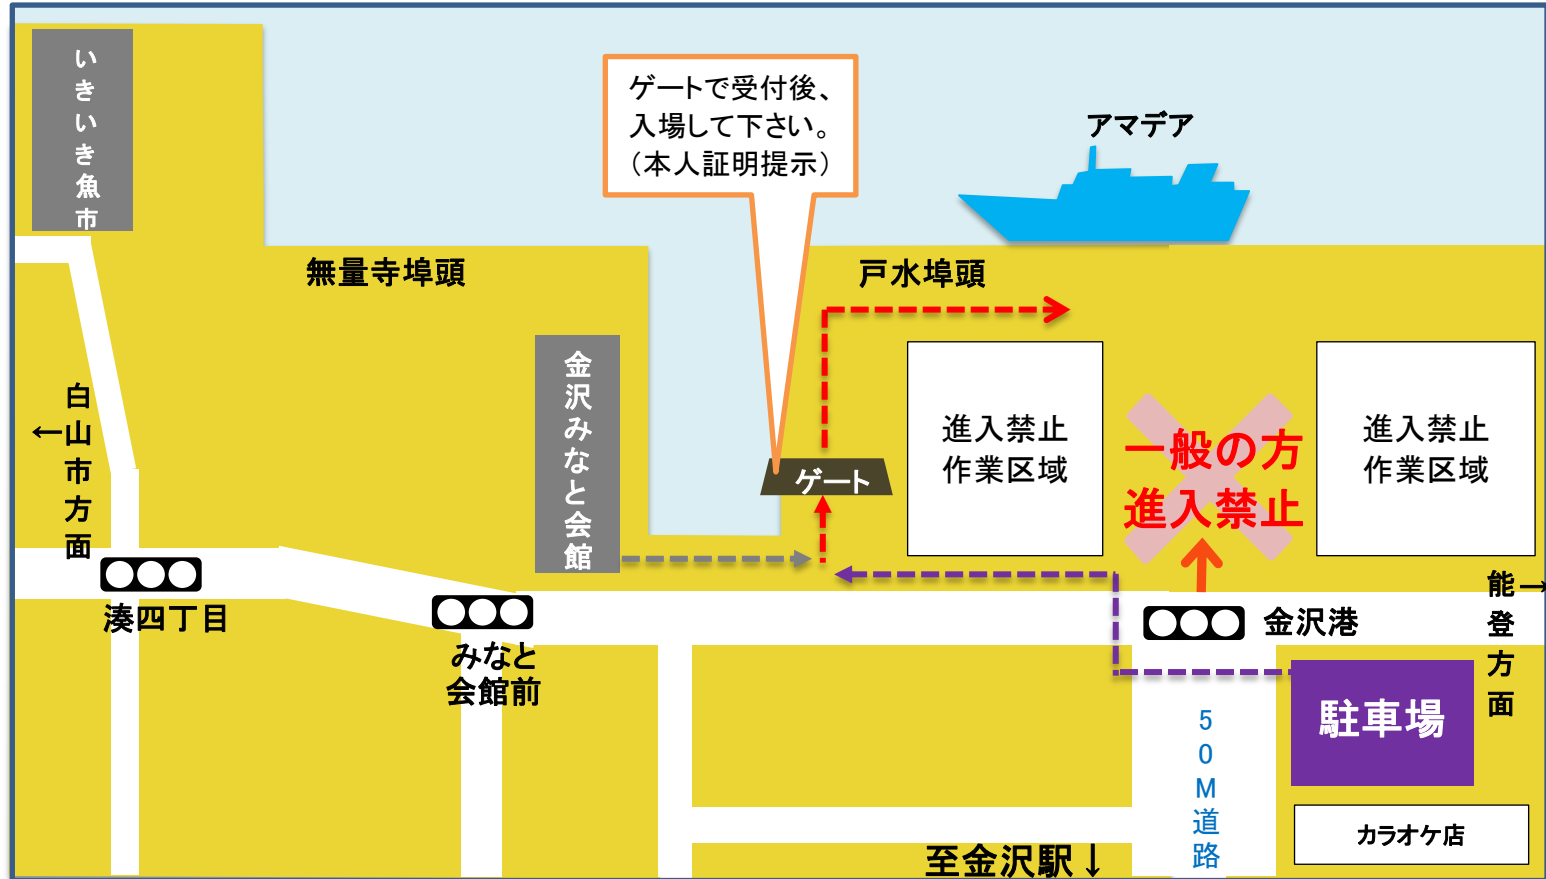 いきいき魚市
ゲートで受付後、
入場して下さい。
（本人証明提示）
アマデア
無量寺埠頭
戸水埠頭
金沢みなと会館
←白山市方面
ゲート
進入禁止
作業区域
一般の方
進入禁止
進入禁止
作業区域
湊四丁目
みなと
会館前
金沢港
能登方面→
駐車場
50M道路
カラオケ店
至金沢駅↓